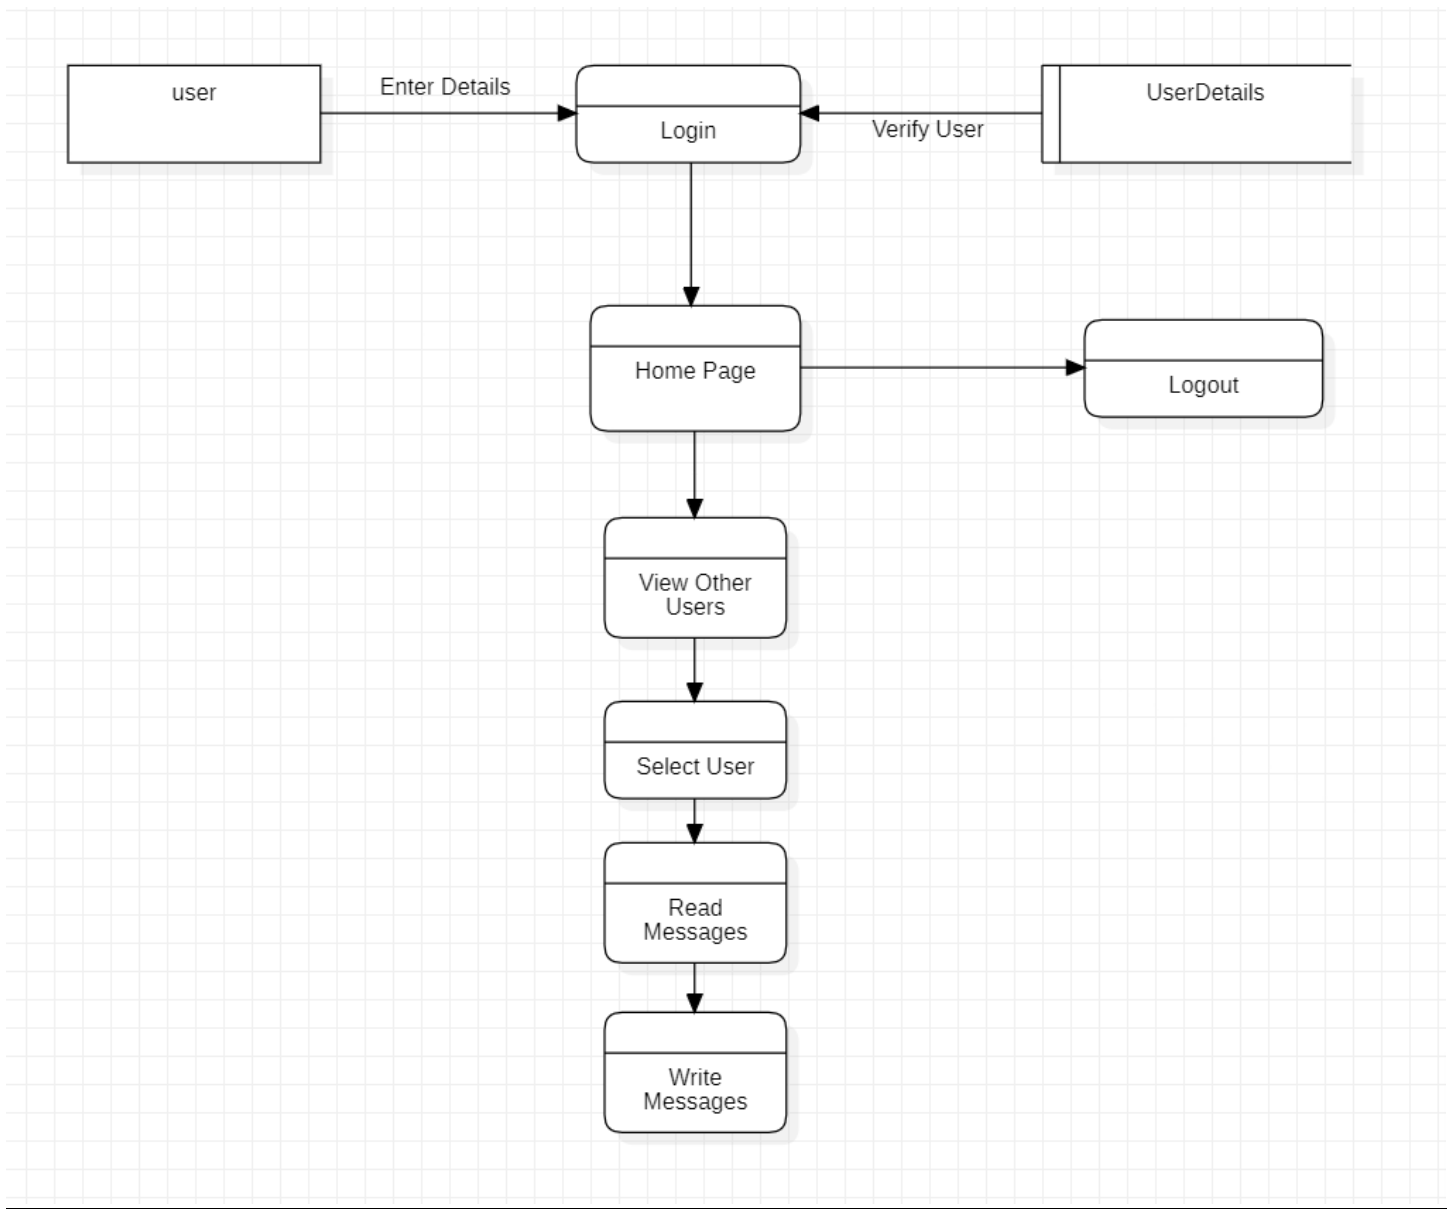 user
Enter Details
Login
Verify User
UserDetails
Home Page
Logout
View Other
Users
Select User
Read
Messages
Write
Messages